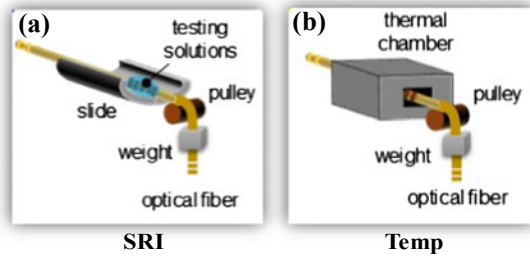 (a)
testing
solutions
slide
pulley
weight
optical fiber
SRI
(b)
thermal
chamber
pulley
weight
optical fiber
Temp